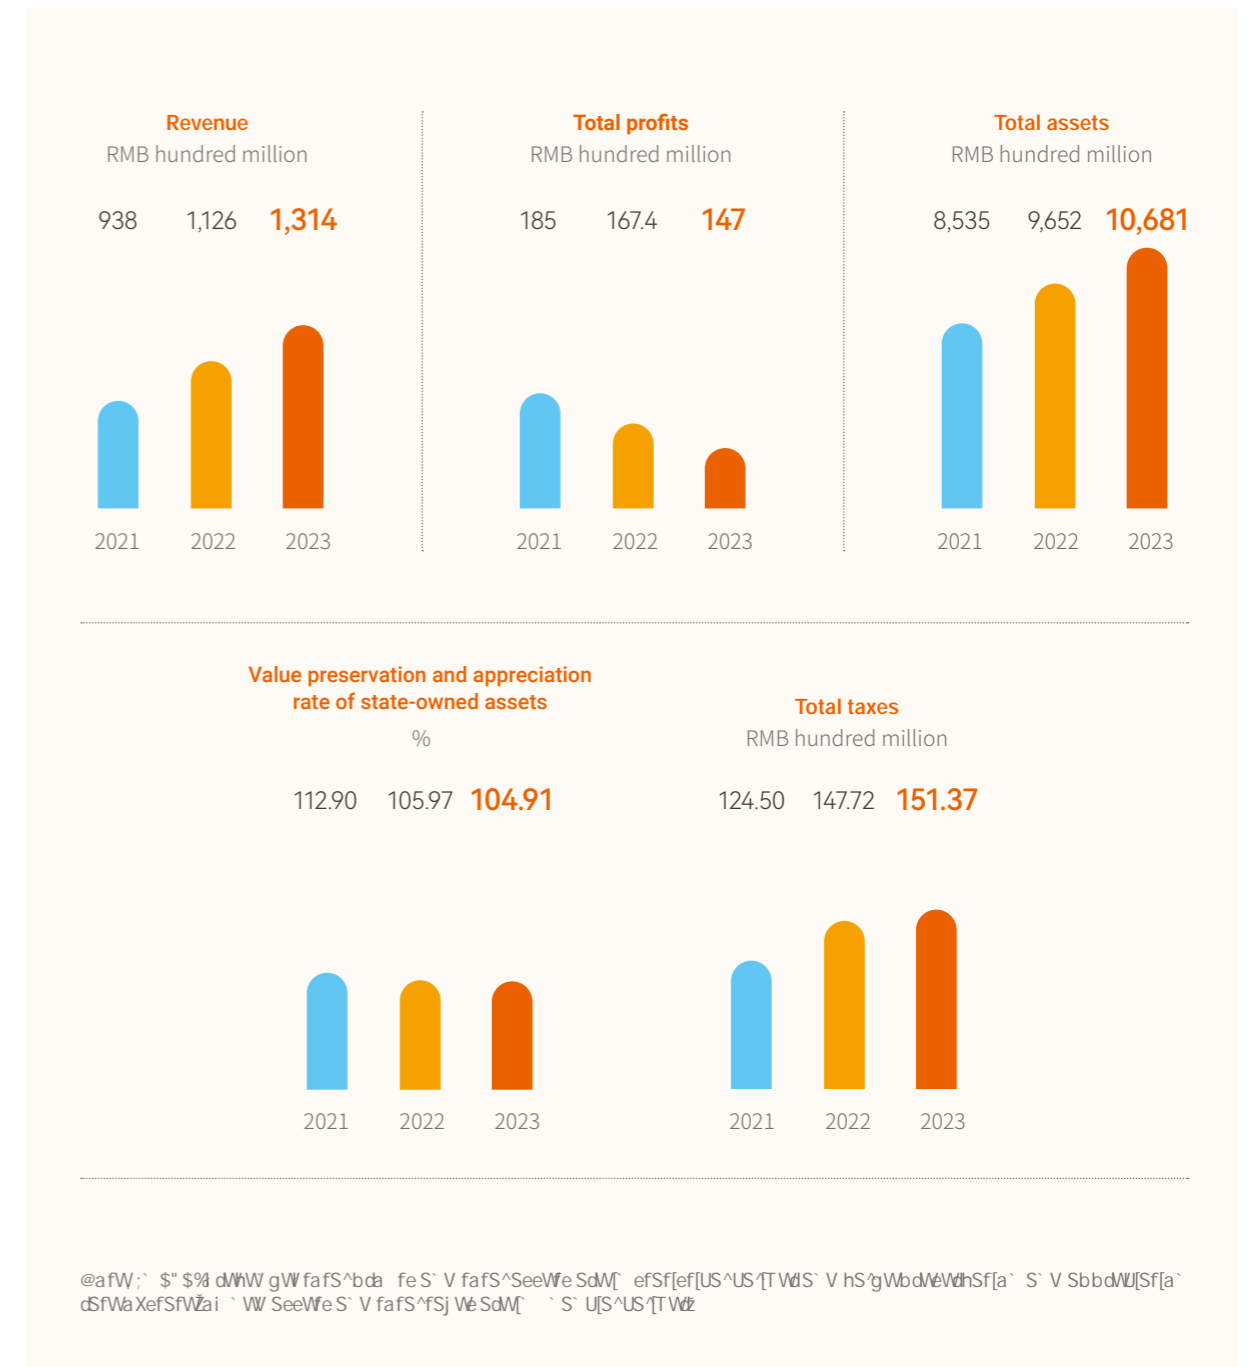 Revenue
RMB hundred million
938 1,126 1,314
2021 2022 2023
Total profits
RMB hundred million
185 167.4 147
2021 2022 2023
Total assets
RMB hundred million
8,535 9,652 10,681
2021 2022 2023
Value preservation and appreciation
rate of state-owned assets
%
112.90 105.97 104.91
2021 2022 2023
Total taxes
RMB hundred million
124.50 147.72 151.37
2021 2022 2023